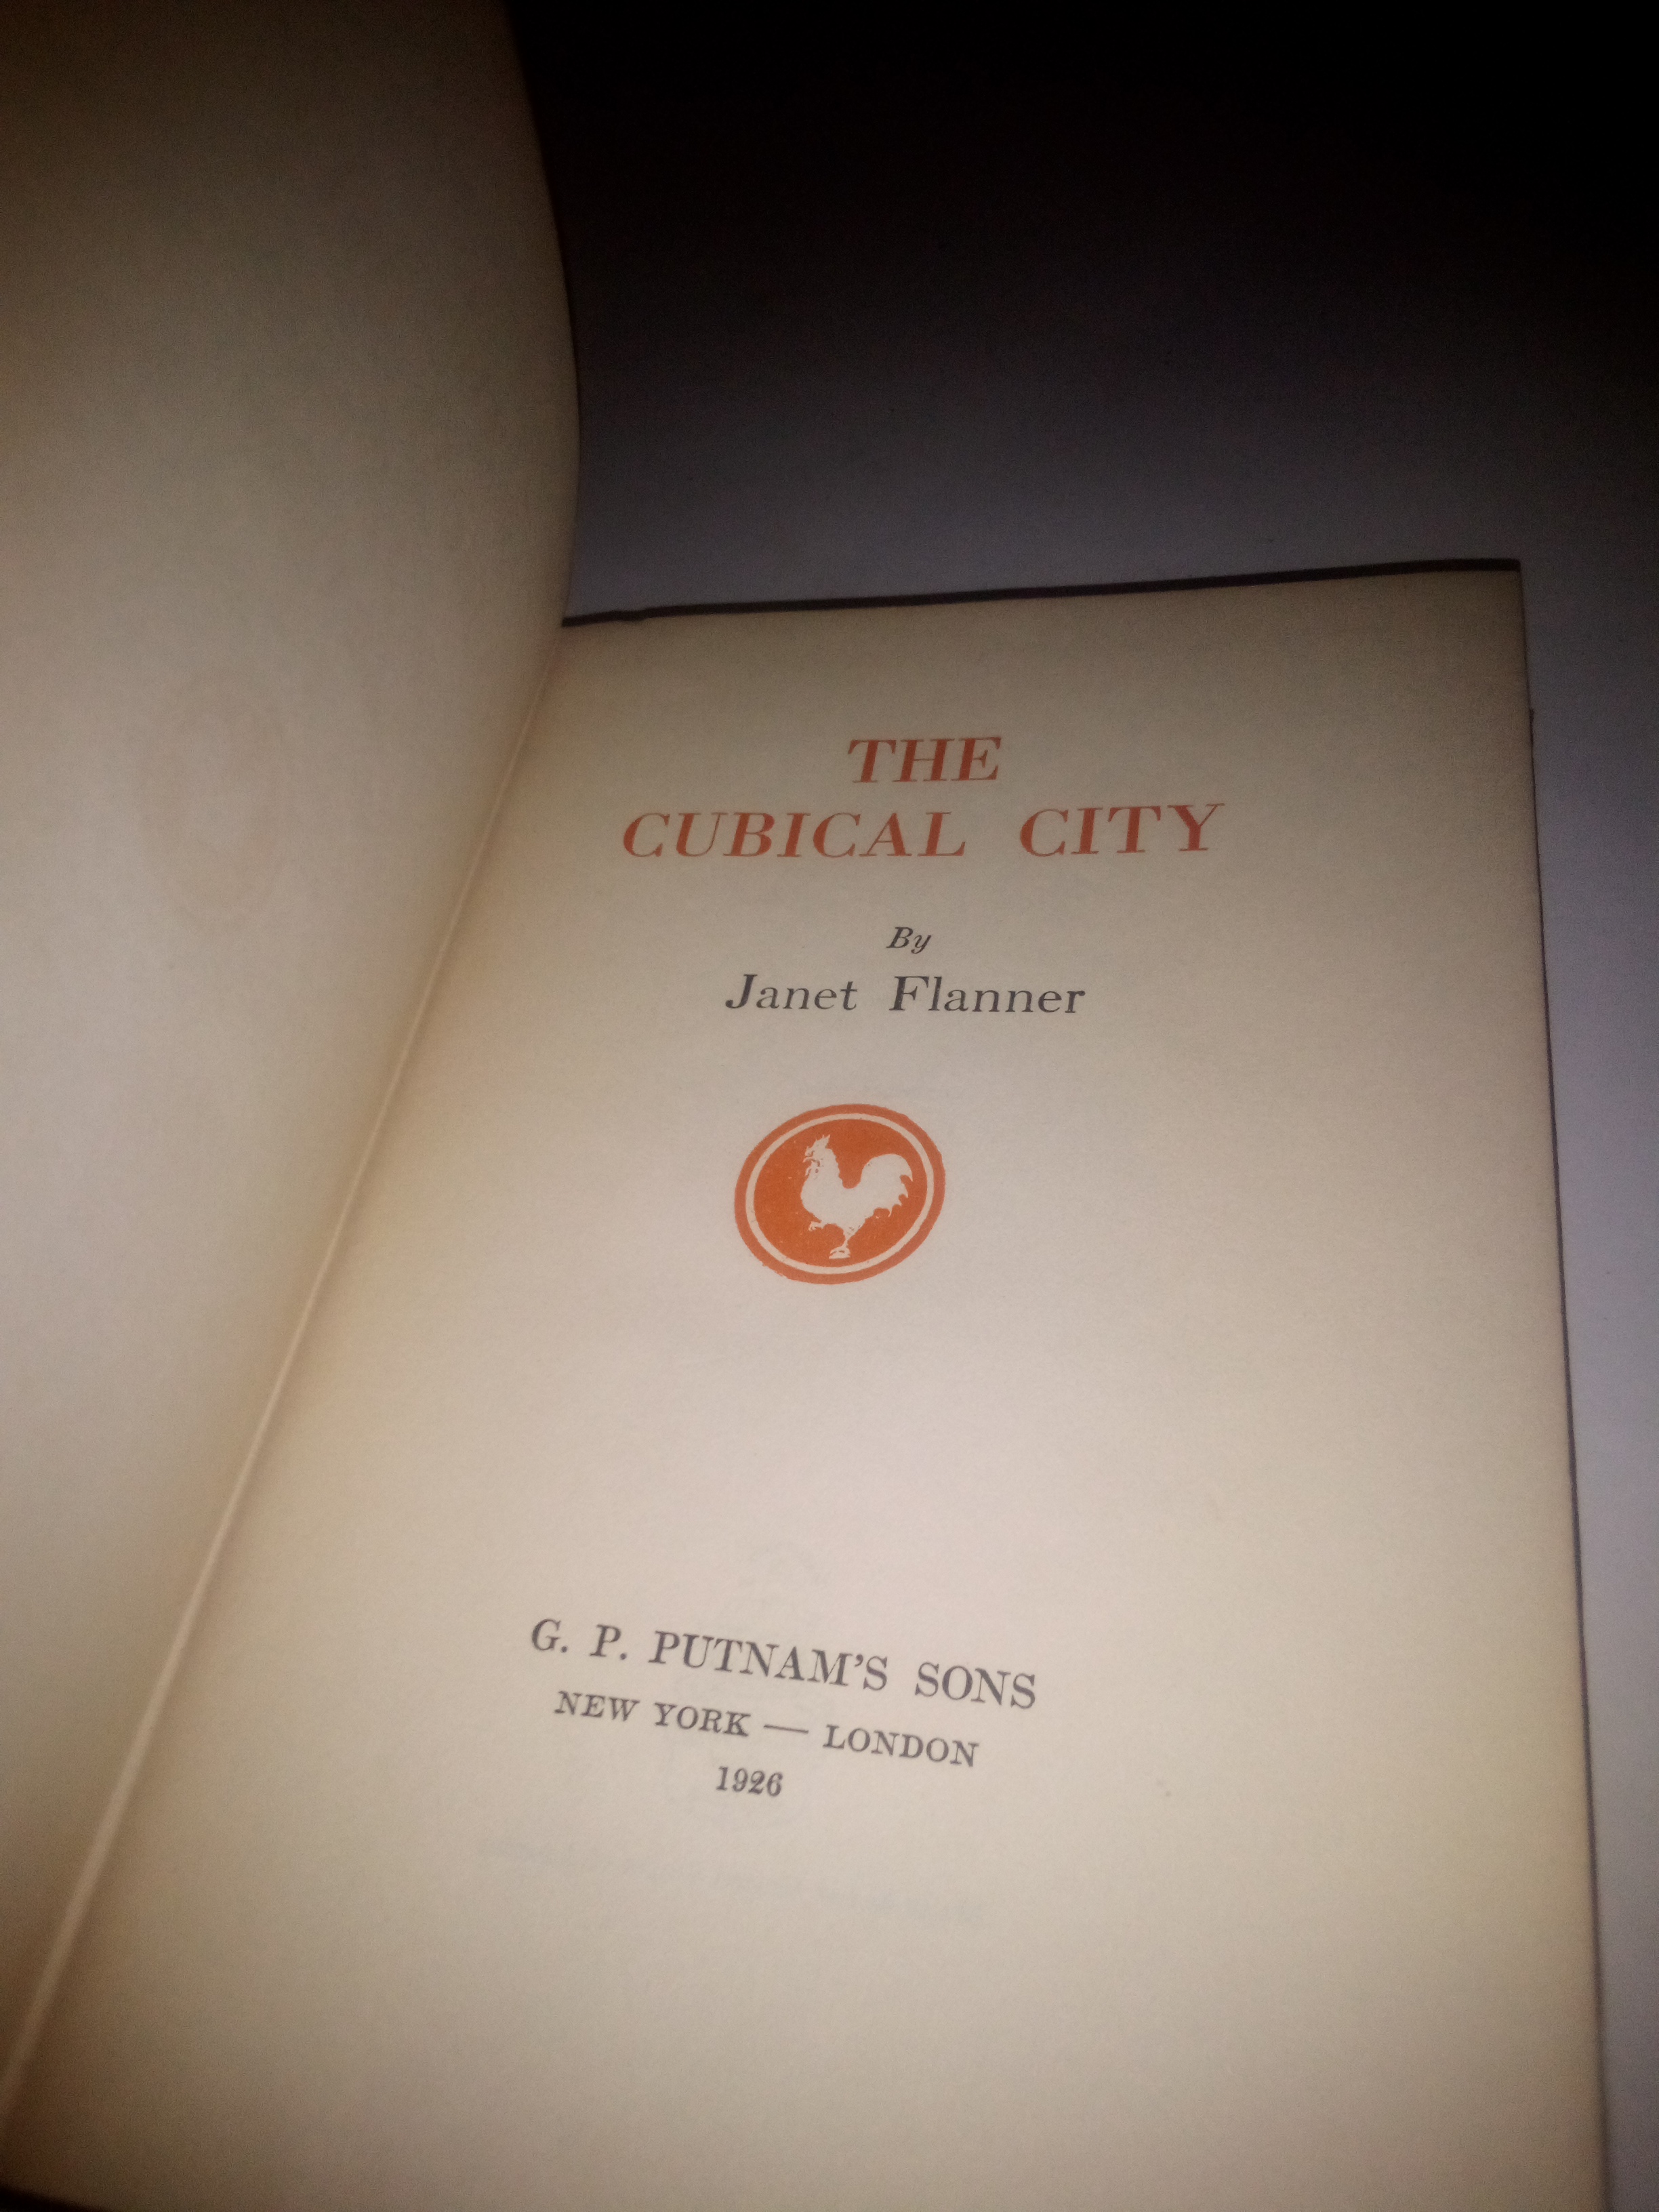 THE
CUBICAL CITY
By
Janet Flanner
G. P. PUTNAM'S SONS
NEW YORK — LONDON
1926